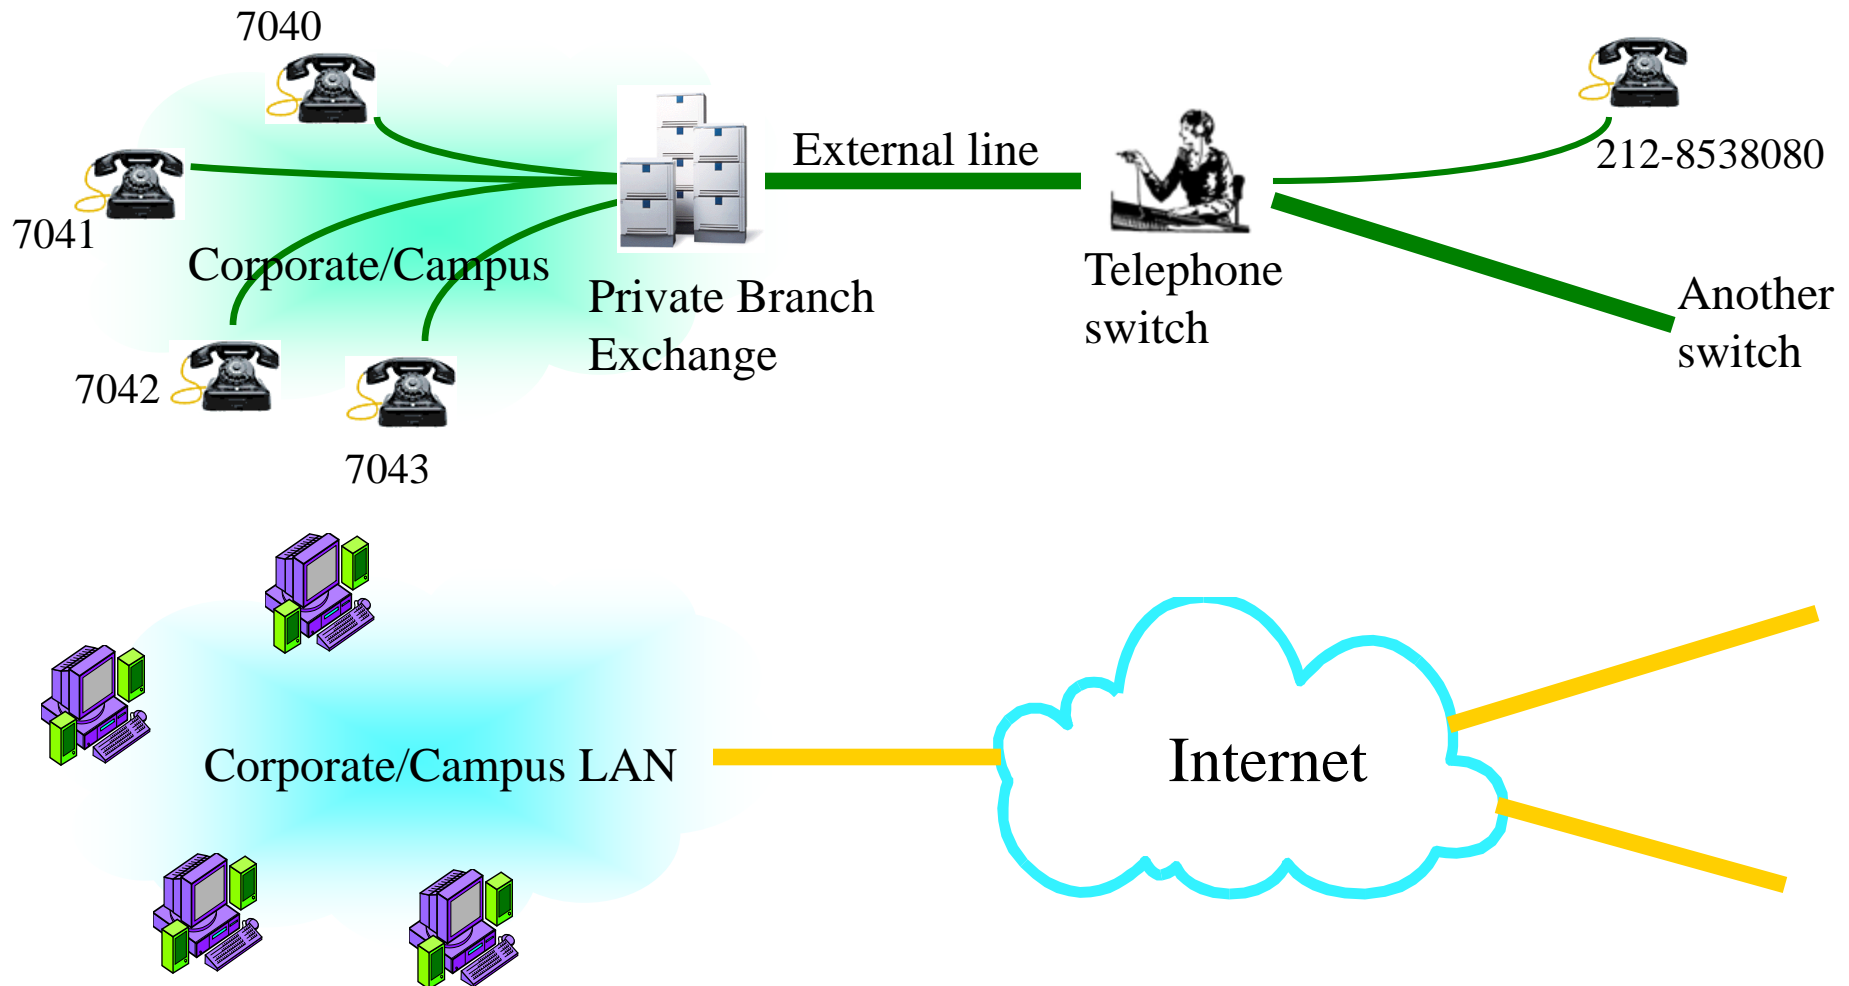 7040
External line
212-8538080
7041
Corporate/Campus
Private Branch
Exchange
Telephone
switch
Another
switch
7042
7043
Corporate/Campus LAN
Internet